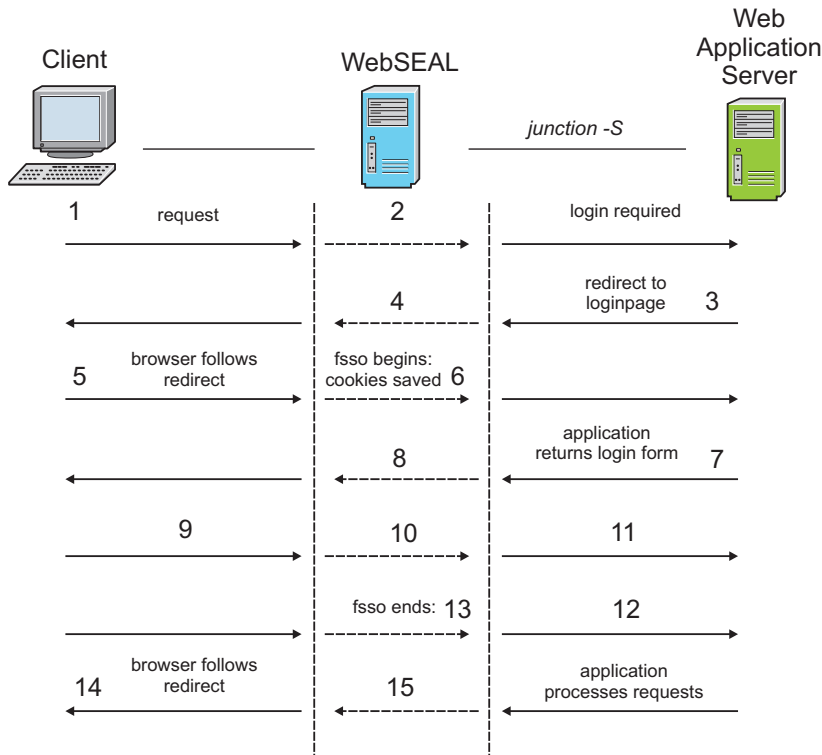 Client
WebSEAL
Web
Application
Server
junction -S
1
request
2
login required
4
redirect to
loginpage
3
5
browser follows
redirect
fsso begins:
cookies saved 6
8
application
returns login form
7
9
10
11
fsso ends: 13
12
14
browser follows
redirect
15
application
processes requests